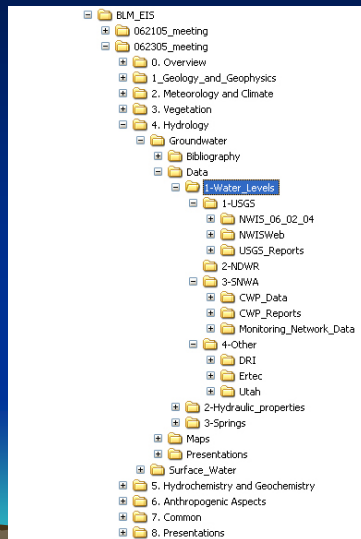 BLM_EIS
062105_meeting
062305_meeting
0. Overview
1_Geology_and_Geophysics
2. Meteorology and Climate
3. Vegetation
4. Hydrology
Groundwater
Bibliography
Data
1-Water_Levels
1-USGS
NWIS_06_02_04
NWISWeb
USGS_Reports
2-NDWR
3-SNWA
CWP_Data
CWP_Reports
Monitoring_Network_Data
4-Other
DRI
Ertec
Utah
2-Hydraulic_properties
3-Springs
Maps
Presentations
Surface_Water
5. Hydrochemistry and Geochemistry
6. Anthropogenic Aspects
7. Common
8. Presentations